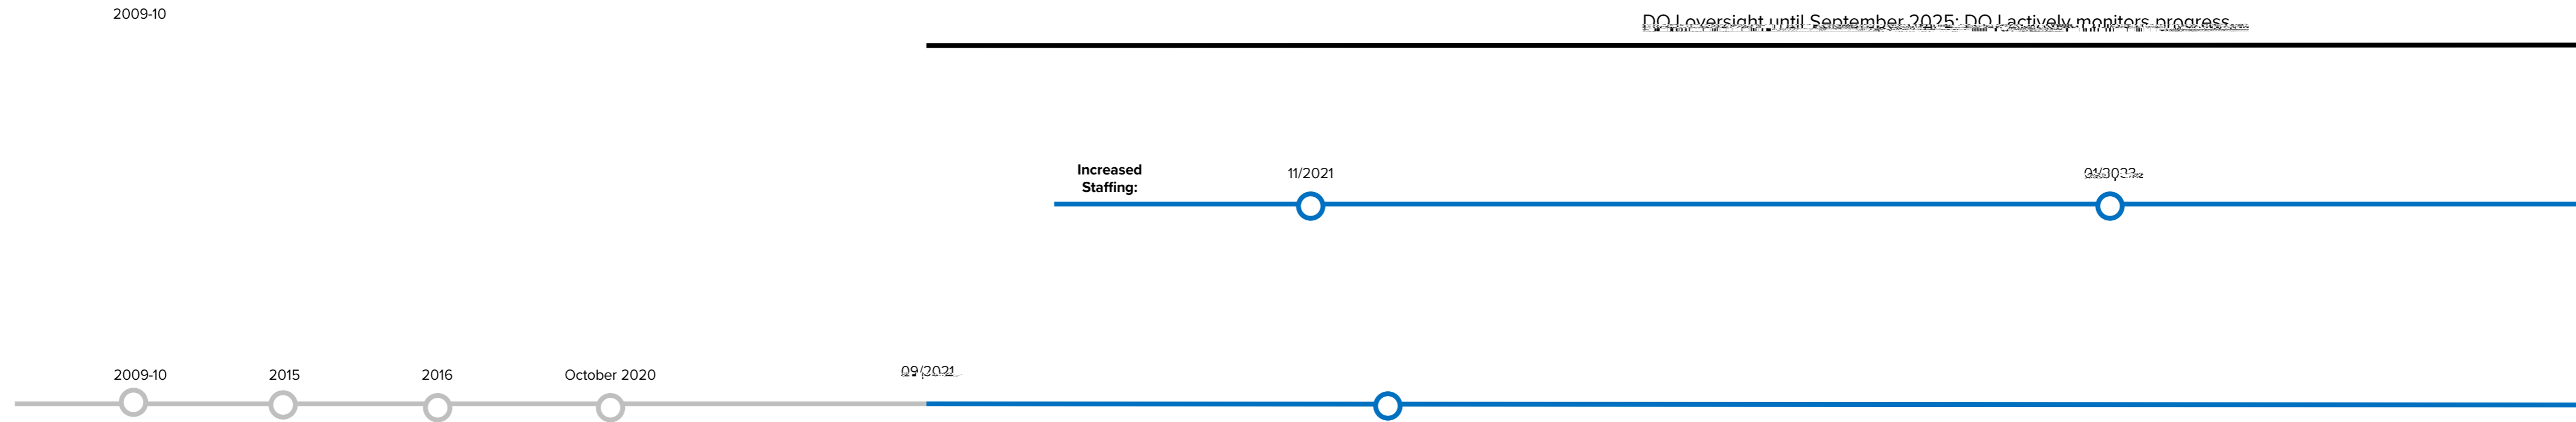 2009-10
DOJ oversight until September 2025; DOJ actively monitors progress
Increased
Staffing:
11/2021
2009-10
2015
2016
October 2020
09/2021